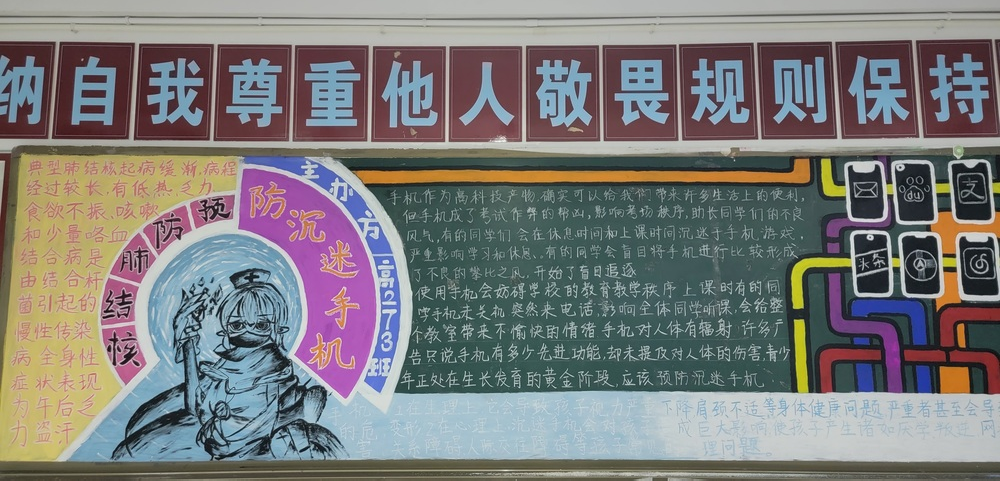 纳自我尊重他人敬畏规则保持
典型肺结核起病缓渐,病程
经过较长,有低热、乏力
食欲不振、咳嗽
和少量咯血
结合病是
由结合杆
菌引起的
慢性传染
病全身性
症状表现
为午后乏
力盗汗
预防肺结核
防沉迷手机
主办方高273班
手机作为高科技产物,确实可以给我们带来许多生活上的便利,
但手机成了考试作弊的帮凶,影响考场秩序,助长同学们的不良
风气,有的同学们会在休息时间和上课时间沉迷于手机游戏,
严重影响学习和休息、有的同学会盲目将手机进行比较形成
了不良的攀比之风,开始了盲目追逐
使用手机会妨碍学校的教育教学秩序上课时有的同
学手机未关机突然来电话,影响全体同学听课,会给整
个教室带来不愉快的情绪手机对人体有辐射许多广
告只说手机有多少先进功能,却未提及对人体的伤害,青少
年正处在生长发育的黄金阶段,应该预防沉迷手机
du
支
头条
下降肩颈不适等身体健康问题,严重者甚至会导
成巨大影响使孩子产生诸如厌学叛逆网
理问题。